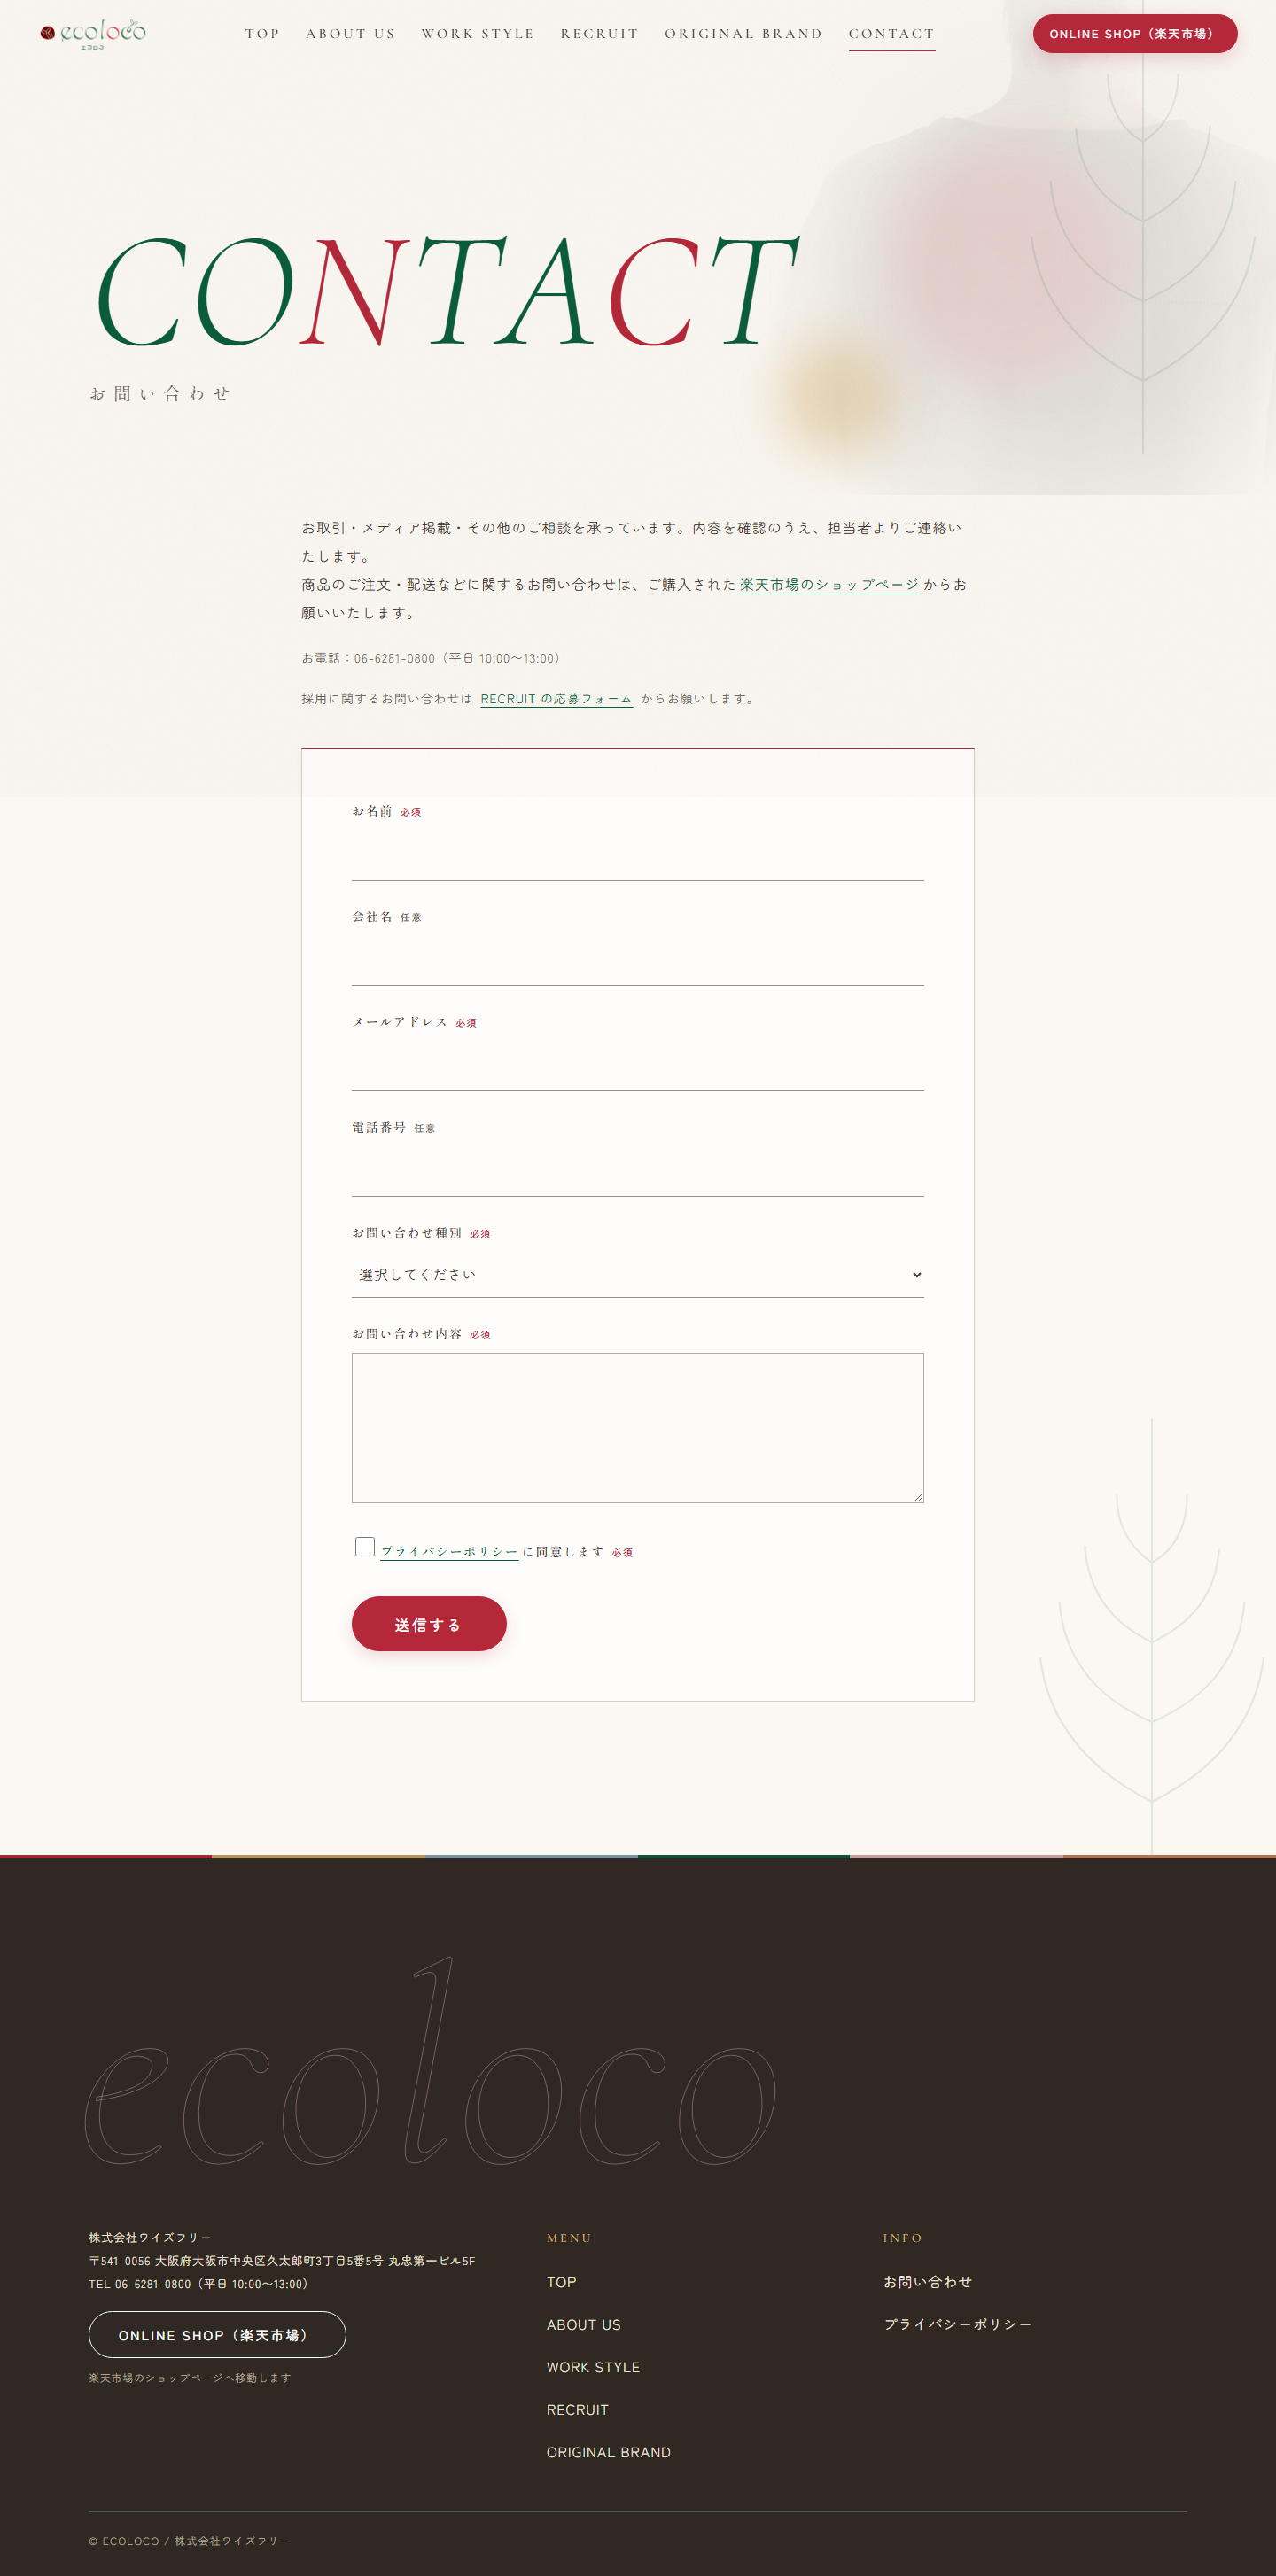 ecoloco
エコロコ
TOP ABOUT US WORK STYLE RECRUIT ORIGINAL BRAND CONTACT
ONLINE SHOP（楽天市場）
CONTACT
お問い合わせ
お取引・メディア掲載・その他のご相談を承っています。内容を確認のうえ、担当者よりご連絡い
たします。
商品のご注文・配送などに関するお問い合わせは、ご購入された 楽天市場のショップページ からお
願いいたします。
お電話：06-6281-0800（平日 10:00〜13:00）
採用に関するお問い合わせは RECRUIT の応募フォーム からお願いします。
お名前 必須
会社名 任意
メールアドレス 必須
電話番号 任意
お問い合わせ種別 必須
選択してください
お問い合わせ内容 必須
プライバシーポリシー に同意します 必須
送信する
ecoloco
株式会社ワイズフリー
〒541-0056 大阪府大阪市中央区久太郎町3丁目5番5号 丸忠第一ビル5F
TEL 06-6281-0800（平日 10:00〜13:00）
ONLINE SHOP（楽天市場）
楽天市場のショップページへ移動します
MENU
TOP
ABOUT US
WORK STYLE
RECRUIT
ORIGINAL BRAND
INFO
お問い合わせ
プライバシーポリシー
© ECOLOCO / 株式会社ワイズフリー